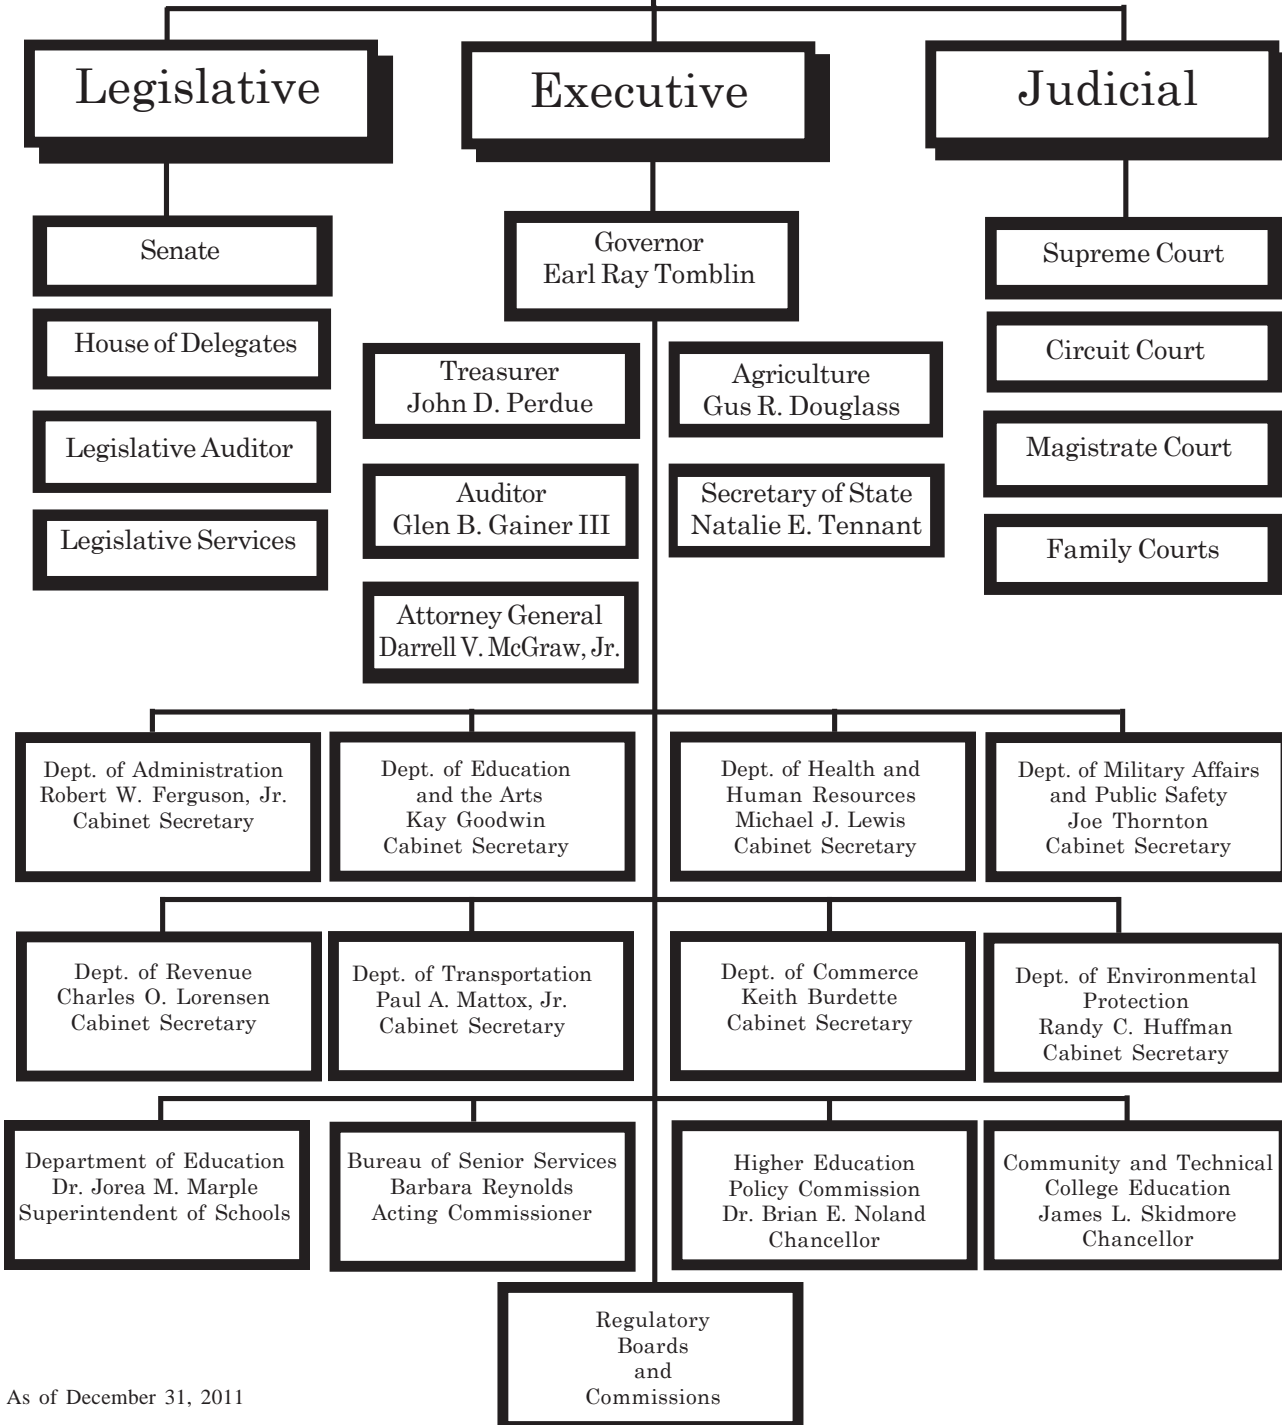 Legislative
Executive
Judicial
Senate
House of Delegates
Legislative Auditor
Legislative Services
Governor
Earl Ray Tomblin
Treasurer
John D. Perdue
Agriculture
Gus R. Douglass
Auditor
Glen B. Gainer III
Secretary of State
Natalie E. Tennant
Attorney General
Darrell V. McGraw, Jr.
Supreme Court
Circuit Court
Magistrate Court
Family Courts
Dept. of Administration
Robert W. Ferguson, Jr.
Cabinet Secretary
Dept. of Education
and the Arts
Kay Goodwin
Cabinet Secretary
Dept. of Health and
Human Resources
Michael J. Lewis
Cabinet Secretary
Dept. of Military Affairs
and Public Safety
Joe Thornton
Cabinet Secretary
Dept. of Revenue
Charles O. Lorensen
Cabinet Secretary
Dept. of Transportation
Paul A. Mattox, Jr.
Cabinet Secretary
Dept. of Commerce
Keith Burdette
Cabinet Secretary
Dept. of Environmental
Protection
Randy C. Huffman
Cabinet Secretary
Department of Education
Dr. Jorea M. Marple
Superintendent of Schools
Bureau of Senior Services
Barbara Reynolds
Acting Commissioner
Higher Education
Policy Commission
Dr. Brian E. Noland
Chancellor
Community and Technical
College Education
James L. Skidmore
Chancellor
Regulatory
Boards
and
Commissions
As of December 31, 2011